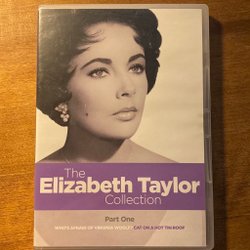 The
Elizabeth Taylor
Collection
Part One
WHO'S AFRAID OF VIRGINIA WOOLF? CAT ON A HOT TIN ROOF